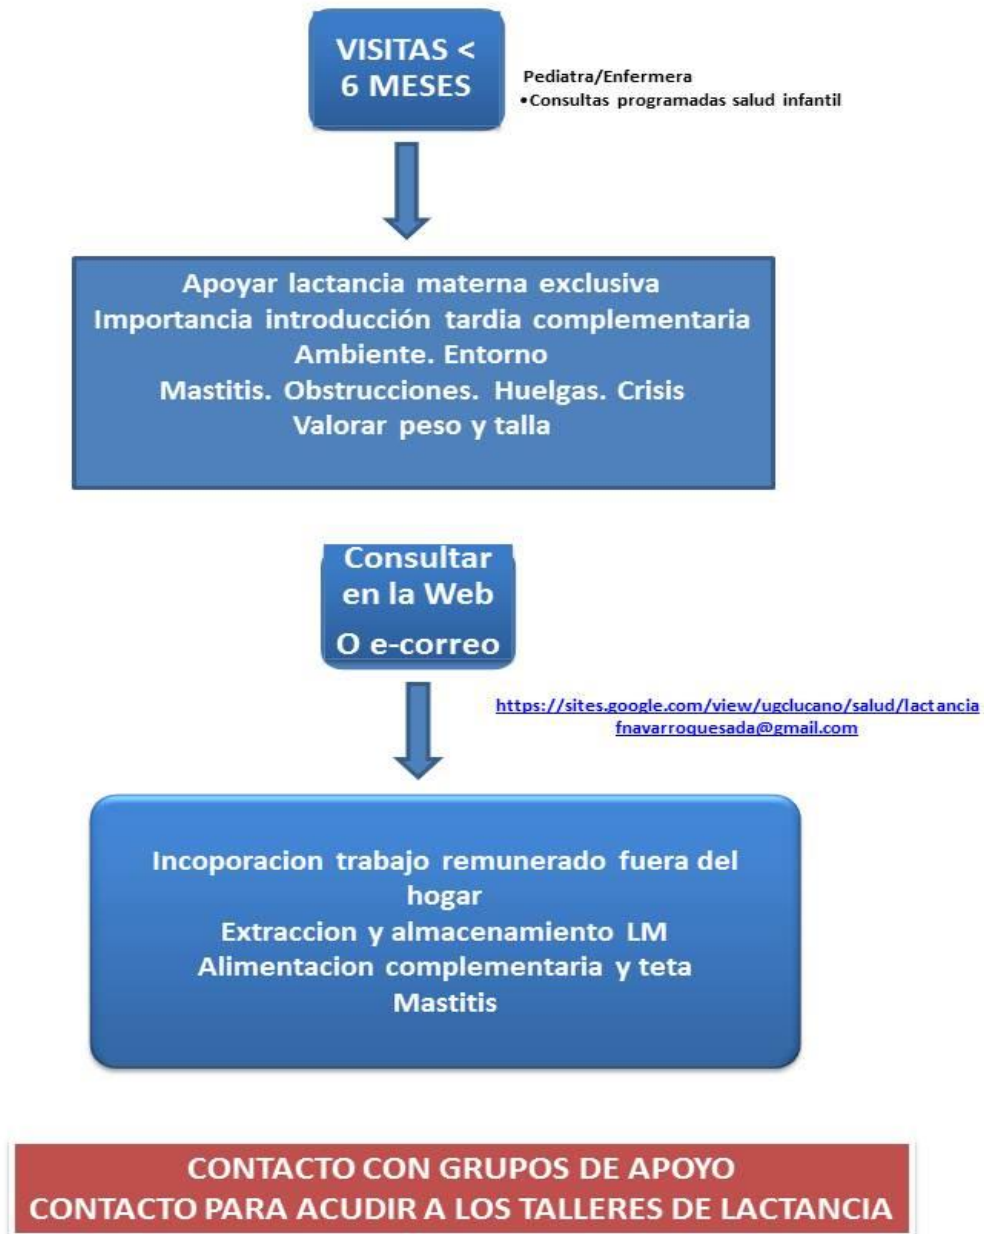 VISITAS <
6 MESES
Pediatra/Enfermera
•Consultas programadas salud infantil
Apoyar lactancia materna exclusiva
Importancia introducción tardia complementaria
Ambiente. Entorno
Mastitis. Obstrucciones. Huelgas. Crisis
Valorar peso y talla
Consultar
en la Web
O e-correo
https://sites.google.com/view/ugclucano/salud/lactancia
fnavarroquesada@gmail.com
Incoporacion trabajo remunerado fuera del
hogar
Extraccion y almacenamiento LM
Alimentacion complementaria y teta
Mastitis
CONTACTO CON GRUPOS DE APOYO
CONTACTO PARA ACUDIR A LOS TALLERES DE LACTANCIA